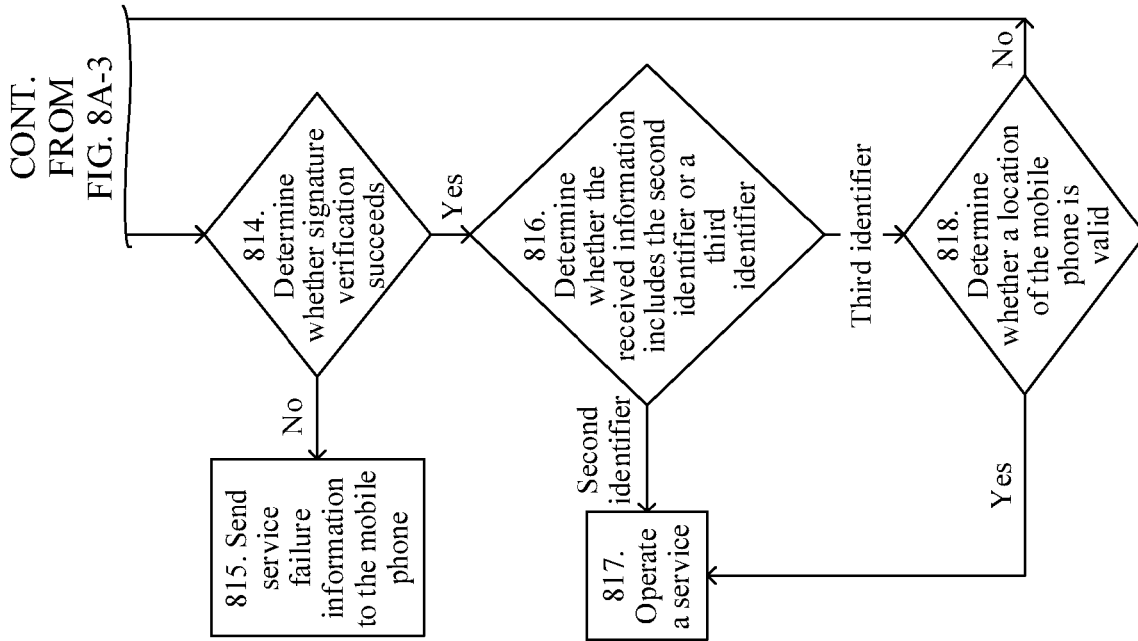 CONT.
FROM
FIG. 8A-3
814.
Determine
whether signature
verification
succeeds
No
Yes
815. Send
service
failure
information
to the mobile
phone
816.
Determine
whether the
received information
includes the second
identifier or a
third
identifier
Second
identifier
Third identifier
817.
Operate
a service
818.
Determine
whether a location
of the mobile
phone is
valid
No
Yes